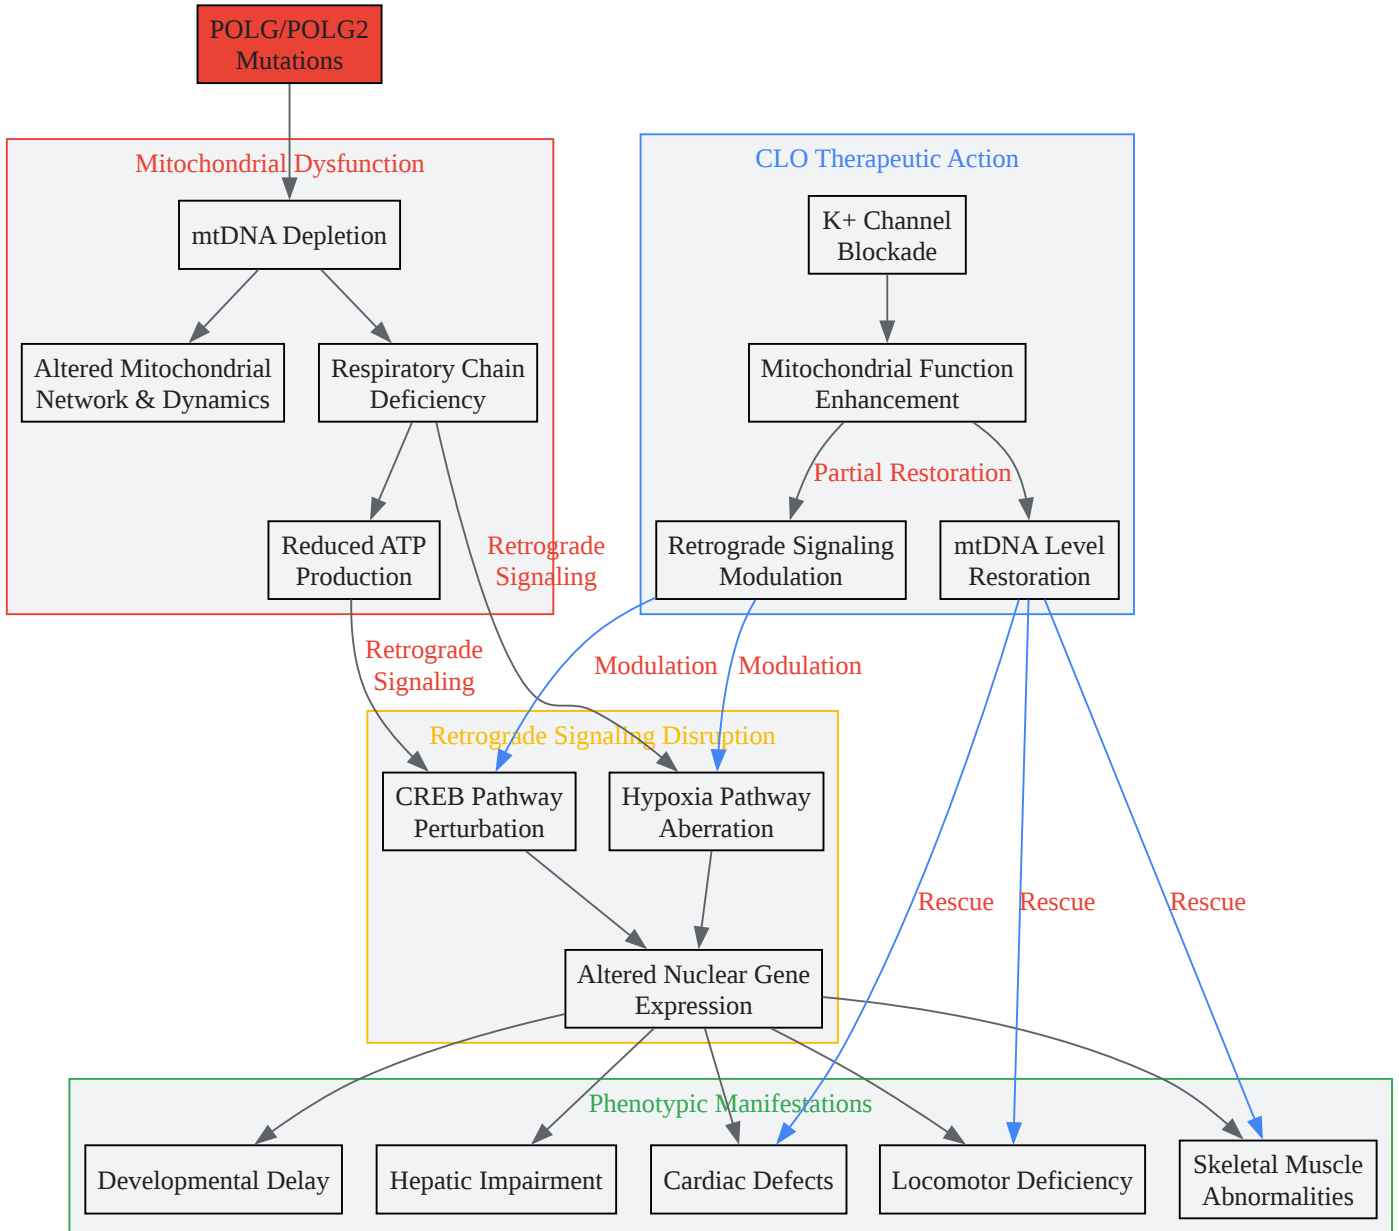 POLG/POLG2
Mutations
Mitochondrial Dysfunction
CLO Therapeutic Action
mtDNA Depletion
K+ Channel
Blockade
Altered Mitochondrial
Network & Dynamics
Respiratory Chain
Deficiency
Mitochondrial Function
Enhancement
Partial Restoration
Reduced ATP
Production
Retrograde
Signaling
Retrograde Signaling
Modulation
mtDNA Level
Restoration
Retrograde
Signaling
Modulation
Modulation
Retrograde Signaling Disruption
CREB Pathway
Perturbation
Hypoxia Pathway
Aberration
Rescue
Rescue
Rescue
Altered Nuclear Gene
Expression
Phenotypic Manifestations
Developmental Delay
Hepatic Impairment
Cardiac Defects
Locomotor Deficiency
Skeletal Muscle
Abnormalities